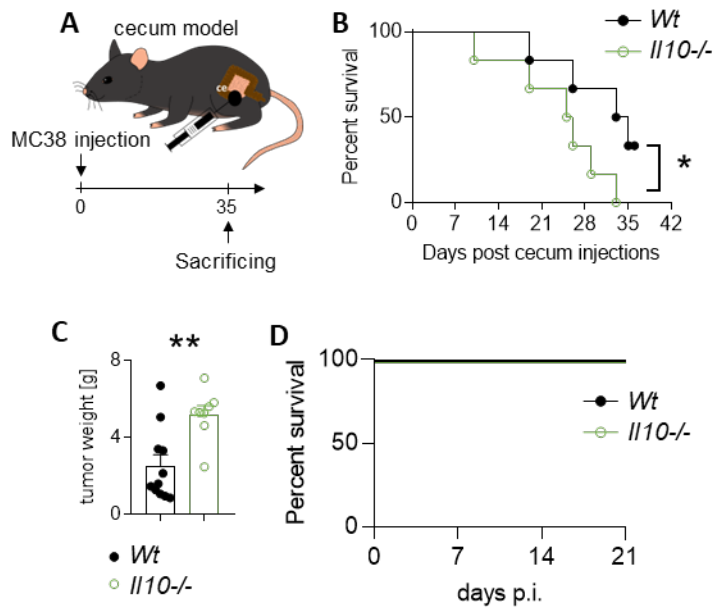 A
cecum model
ce
MC38 injection
0
35
Sacrificing
B
Wt
Il10-/-
100
50
0
Percent survival
*
0 7 14 21 28 35 42
Days post cecum injections
C
**
8
4
0
tumor weight [g]
Wt
Il10-/-
D
100
50
0
Percent survival
Wt
Il10-/-
0 7 14 21
days p.i.